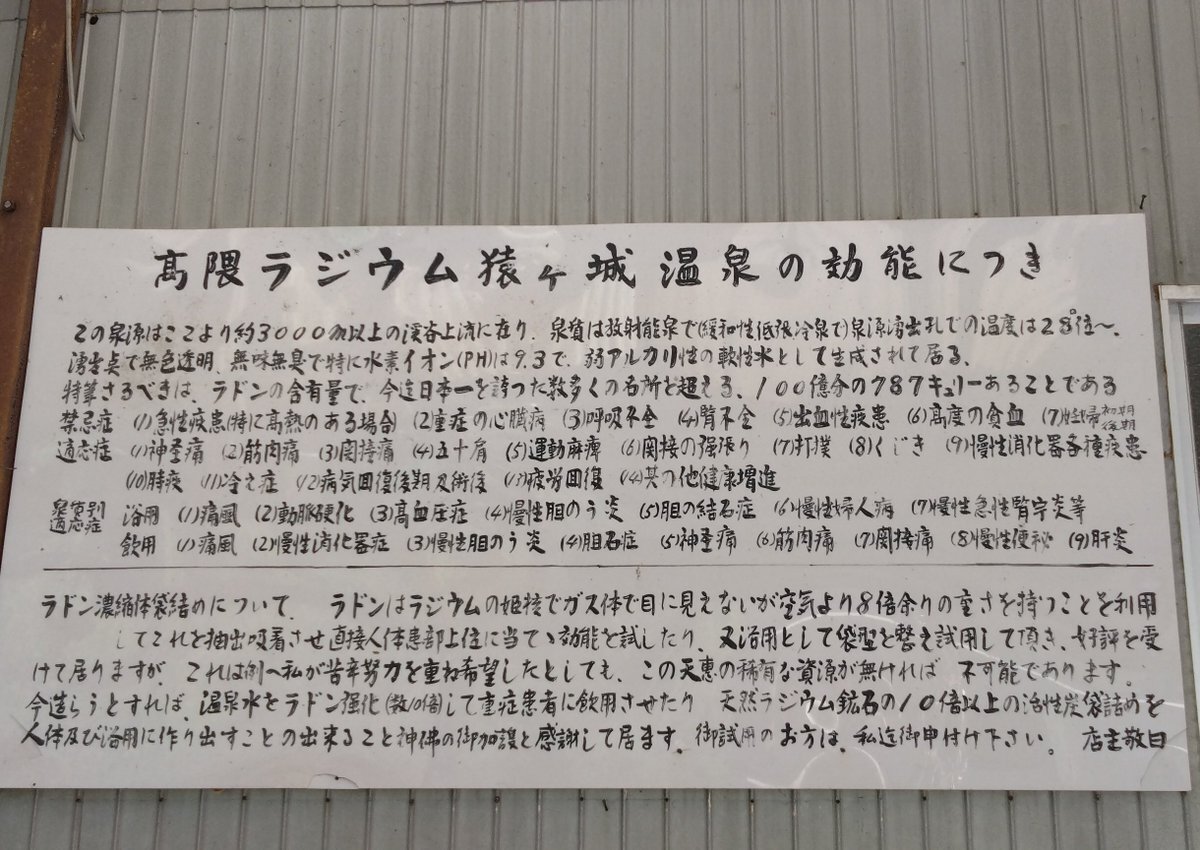 高隈ラジウム猿ヶ城温泉の効能につき
この泉源はここより約3000m以上の渓谷上流に在り、泉質は放射能泉で(緩和性低張冷泉で)泉源湧出孔での温度は28°位〜、
湧出点で無色透明、無味無臭で特に水素イオン(PH)は9.3で、弱アルカリ性の軟性水として生成されて居る、
特筆さるべきは、ラドンの含有量で、今迄日本一を誇った数多くの名所を超える、100億分の787キュリーあることである
禁忌症 (1)急性疾患(特に高熱のある場合) (2)重症の心臓病 (3)呼吸不全 (4)腎不全 (5)出血性疾患 (6)高度の貧血 (7)妊婦初期後期
適応症 (1)神圣痛 (2)筋肉痛 (3)関接痛 (4)五十肩 (5)運動麻痺 (6)関接の強張り (7)打撲 (8)くじき (9)慢性消化器各種疾患
(10)痔疾 (11)冷え症 (12)病気回復後期及術後 (13)疲労回復 (14)其の他健康増進
泉質別適応症 浴用 (1)痛風 (2)動脈硬化 (3)高血圧症 (4)慢性胆のう炎 (5)胆の結石症 (6)慢性婦人病 (7)慢性急性腎宇炎等
飲用 (1)痛風 (2)慢性消化器症 (3)慢性胆のう炎 (4)胆石症 (5)神圣痛 (6)筋肉痛 (7)関接痛 (8)慢性便秘 (9)肝炎
ラドン濃縮体袋結めについて、 ラドンはラジウムの姫核でガス体で目に見えないが空気より8倍余りの重さを持つことを利用
してこれを抽出吸着させ直接人体患部上位に当てゝ効能を試したり、又浴用として袋型を整え試用して頂き、好評を受
けて居りますが、これは例へ私が苦辛努力を重ね希望したとしても、この天恵の稀有な資源が無ければ、不可能であります。
今造らうとすれば、温泉水をラドン強化(数10倍)して重症患者に飲用させたり 天然ラジウム鉱石の10倍以上の活性炭袋詰めを
人体及び浴用に作り出すことの出来ること神佛の御加護と感謝して居ます、御試用のお方は、私迄御申付け下さい。 店主敬白